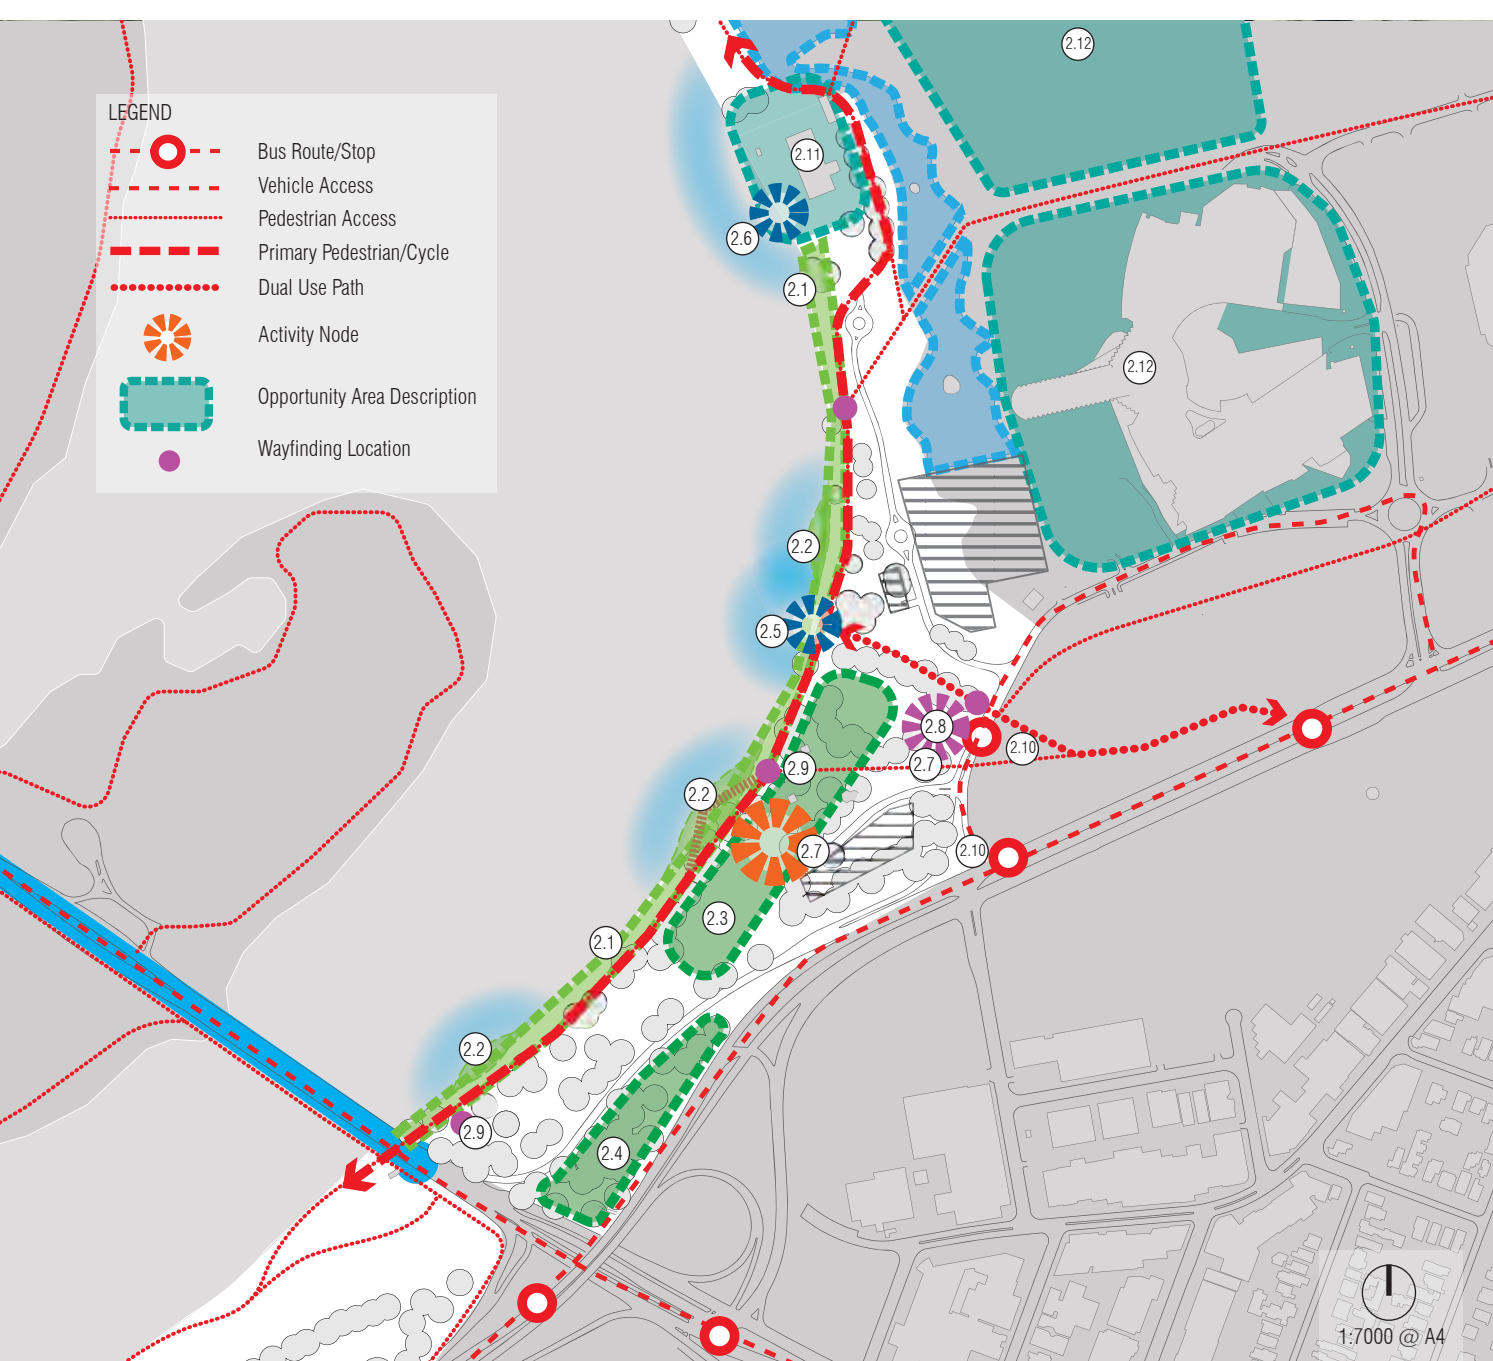 2.12
LEGEND
Bus Route/Stop
Vehicle Access
Pedestrian Access
Primary Pedestrian/Cycle
Dual Use Path
Activity Node
Opportunity Area Description
Wayfinding Location
2.11
2.6
2.1
2.12
2.2
2.5
2.8
2.10
2.7
2.9
2.2
2.7
2.10
2.3
2.1
2.2
2.9
2.4
1:7000 @ A4